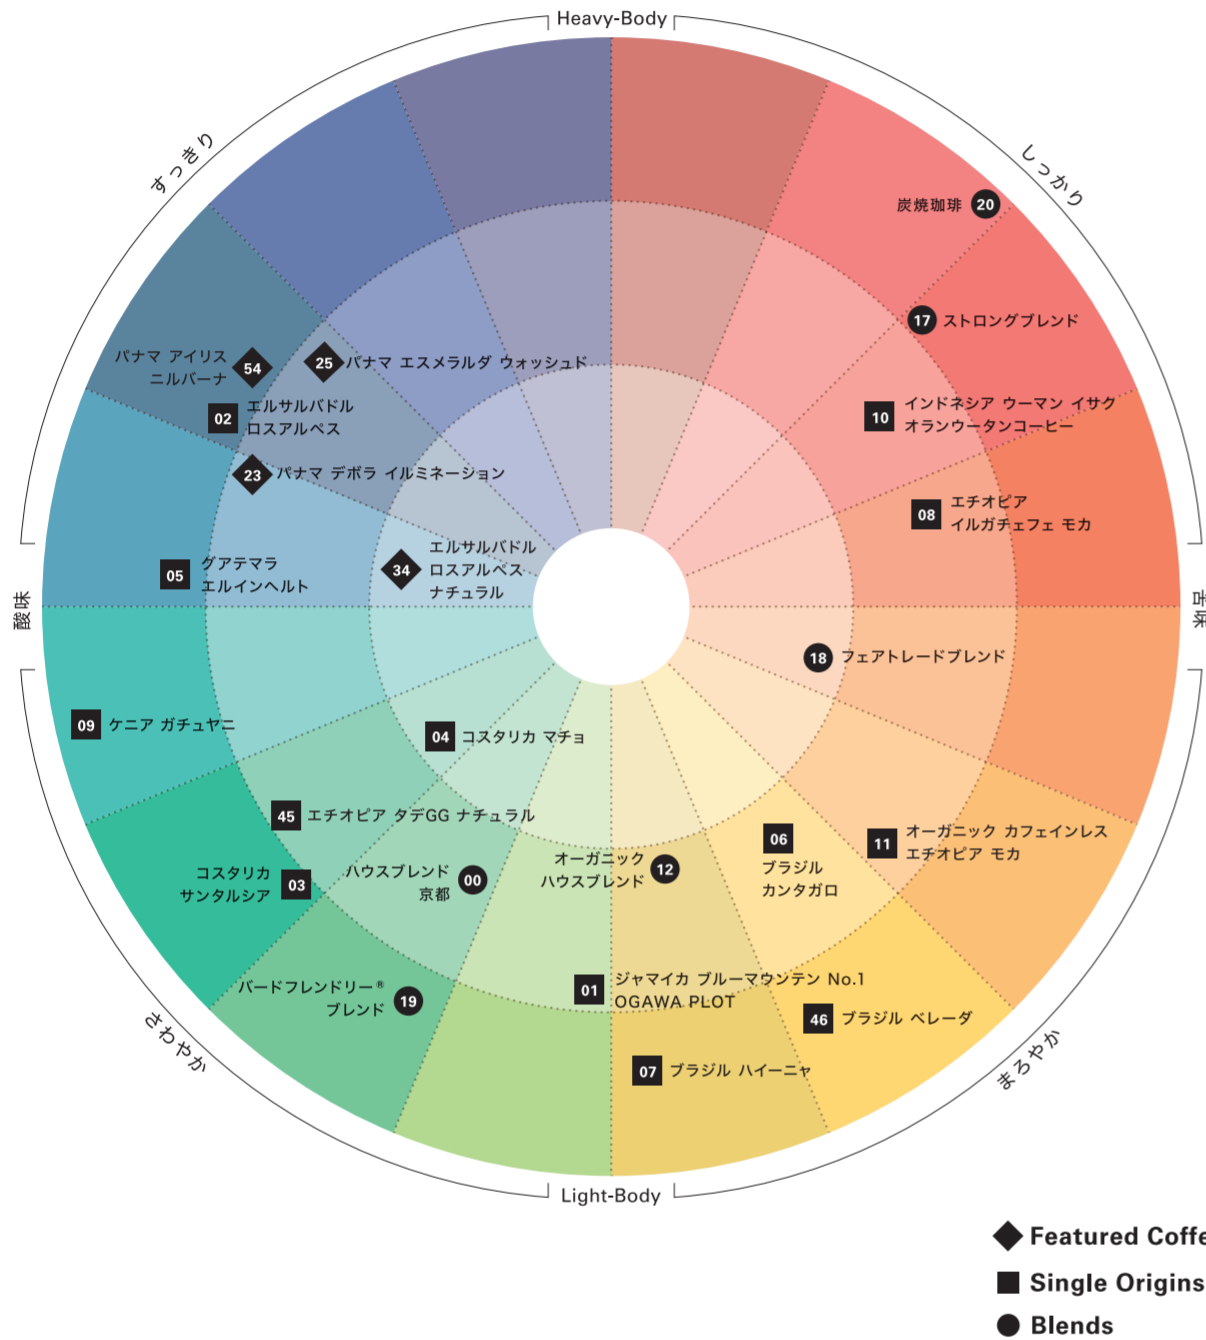 Heavy-Body
すっきり
しっかり
炭焼珈琲 20
17 ストロングブレンド
パナマ アイリス
ニルバーナ
54
25 パナマ エスメラルダ ウォッシュド
02 エルサルバドル
ロスアルペス
10 インドネシア ウーマン イサク
オランウータンコーヒー
23 パナマ デボラ イルミネーション
08 エチオピア
イルガチェフェ モカ
05 グアテマラ
エルインヘルト
34 エルサルバドル
ロスアルペス
ナチュラル
酸味
苦味
18 フェアトレードブレンド
09 ケニア ガチュヤニ
04 コスタリカ マチョ
45 エチオピア タデGG ナチュラル
06
ブラジル
カンタガロ
11 オーガニック カフェインレス
エチオピア モカ
コスタリカ
サンタルシア
03
ハウスブレンド
京都
00
オーガニック
ハウスブレンド
12
バードフレンドリー®
ブレンド
19
01 ジャマイカ ブルーマウンテン No.1
OGAWA PLOT
46 ブラジル ベレーダ
07 ブラジル ハイーニャ
さわやか
まろやか
Light-Body
Featured Coffe
Single Origins
Blends